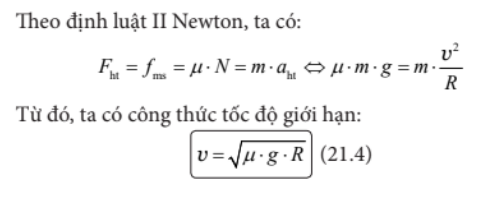 Theo định luật II Newton, ta có:
F_ht = f_ms = μ · N = m · a_ht ⇔ μ · m · g = m · υ²/R
Từ đó, ta có công thức tốc độ giới hạn:
υ = √(μ · g · R) (21.4)